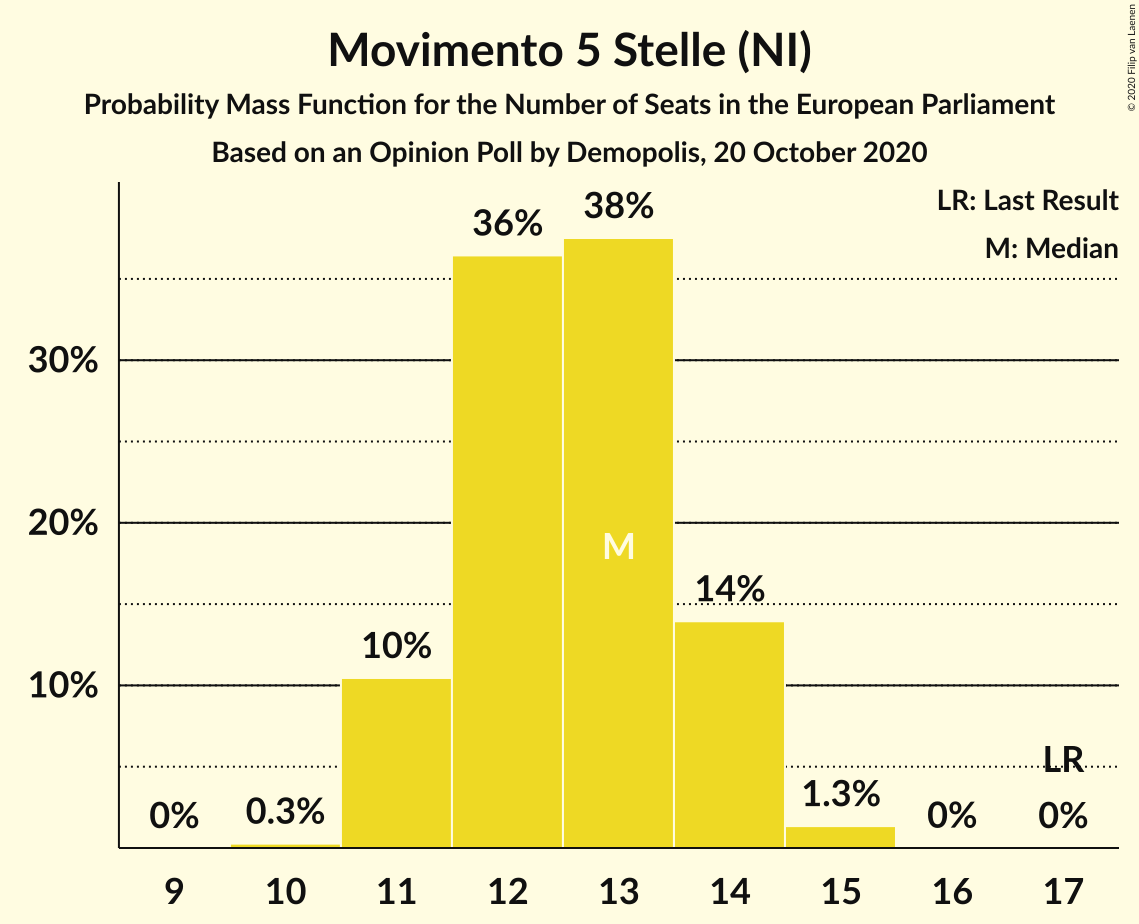 Movimento 5 Stelle (NI)
Probability Mass Function for the Number of Seats in the European Parliament
Based on an Opinion Poll by Demopolis, 20 October 2020
© 2020 Filip van Laenen
LR: Last Result
M: Median
38%
36%
30%
20%
M
14%
10%
10%
LR
1.3%
0.3%
0%
0%
0%
9 10 11 12 13 14 15 16 17